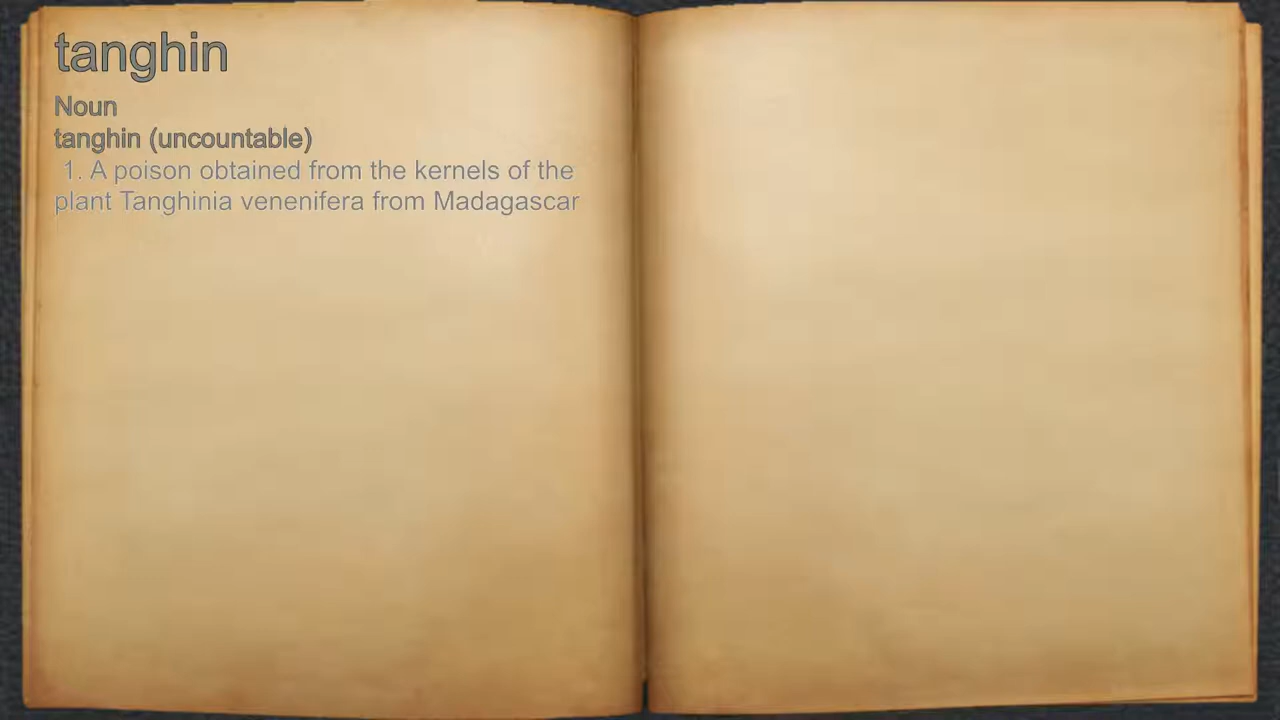 tanghin
Noun
tanghin (uncountable)
1. A poison obtained from the kernels of the
plant Tanghinia venenifera from Madagascar